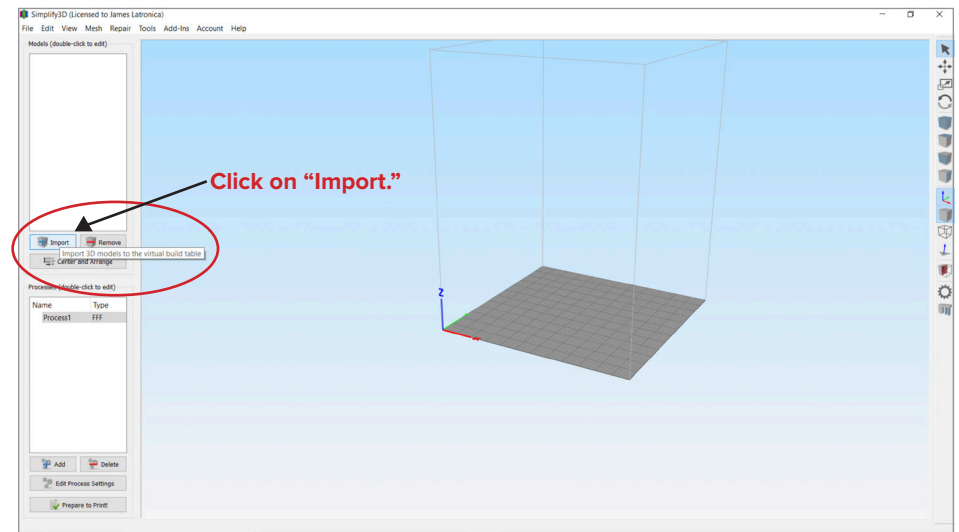 Simplify3D (Licensed to James Latronica)
File Edit View Mesh Repair Tools Add-Ins Account Help
Models (double-click to edit)
Click on “Import.”
Import Remove
Import 3D models to the virtual build table
Center and Arrange
Processes (double-click to edit)
Name Type
Process1 FFF
Z
Add Delete
Edit Process Settings
Prepare to Print!